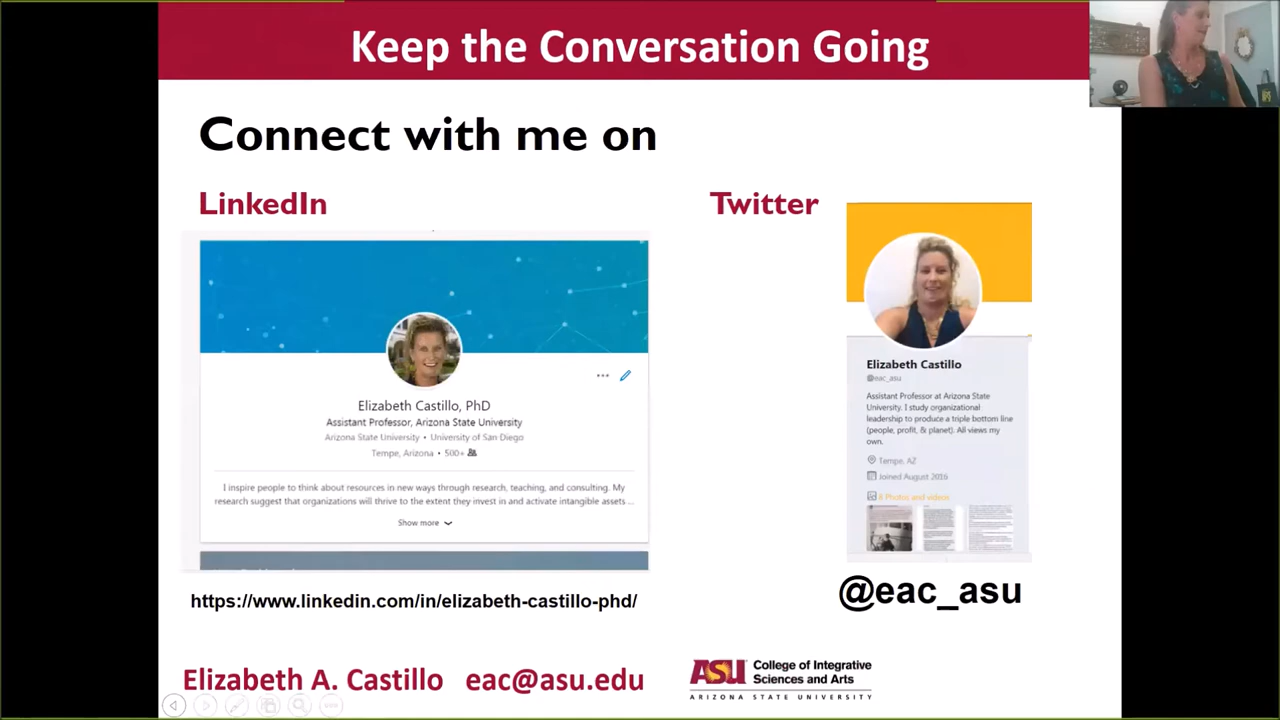 Keep the Conversation Going
Connect with me on
LinkedIn
Elizabeth Castillo, PhD
Assistant Professor, Arizona State University
Arizona State University • University of San Diego
Tempe, Arizona • 500+
I inspire people to think about resources in new ways through research, teaching, and consulting. My
research suggest that organizations will thrive to the extent they invest in and activate intangible assets ...
Show more
https://www.linkedin.com/in/elizabeth-castillo-phd/
Twitter
Elizabeth Castillo
@eac_asu
Assistant Professor at Arizona State
University. I study organizational
leadership to produce a triple bottom line
(people, profit, & planet). All views my
own.
Tempe, AZ
Joined August 2016
8 Photos and videos
@eac_asu
Elizabeth A. Castillo eac@asu.edu
ASU College of Integrative
Sciences and Arts
ARIZONA STATE UNIVERSITY